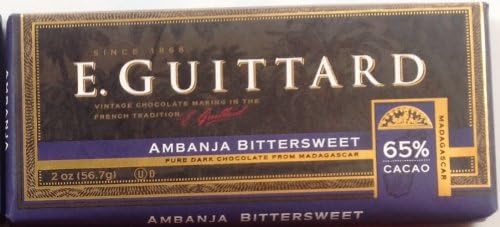 SINCE 1868
E. GUITTARD
VINTAGE CHOCOLATE MAKING IN THE
FRENCH TRADITION. E. Guittard
AMBANJA BITTERSWEET
PURE DARK CHOCOLATE FROM MADAGASCAR
2 oz (56.7g) U D
65%
CACAO
MADAGASCAR
AMBANJA BITTERSWEET